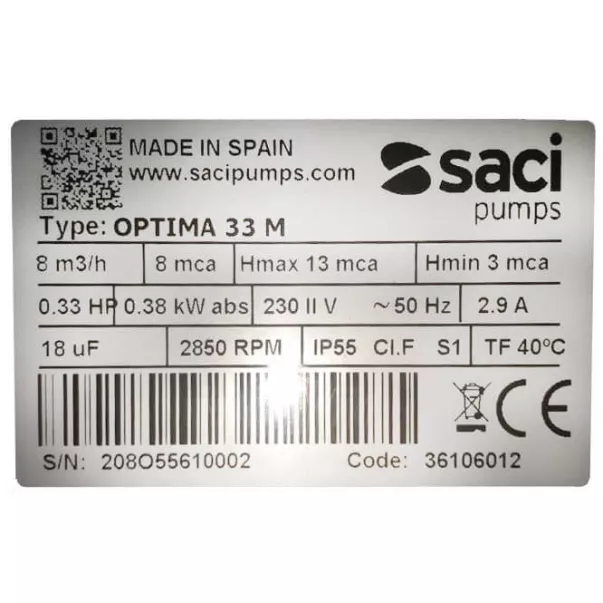 MADE IN SPAIN
www.sacipumps.com
saci
pumps
Type: OPTIMA 33 M
8 m3/h 8 mca Hmax 13 mca Hmin 3 mca
0.33 HP 0.38 kW abs 230 II V ~ 50 Hz 2.9 A
18 uF 2850 RPM IP55 Cl.F S1 TF 40ºC
CE
S/N: 208O55610002 Code: 36106012